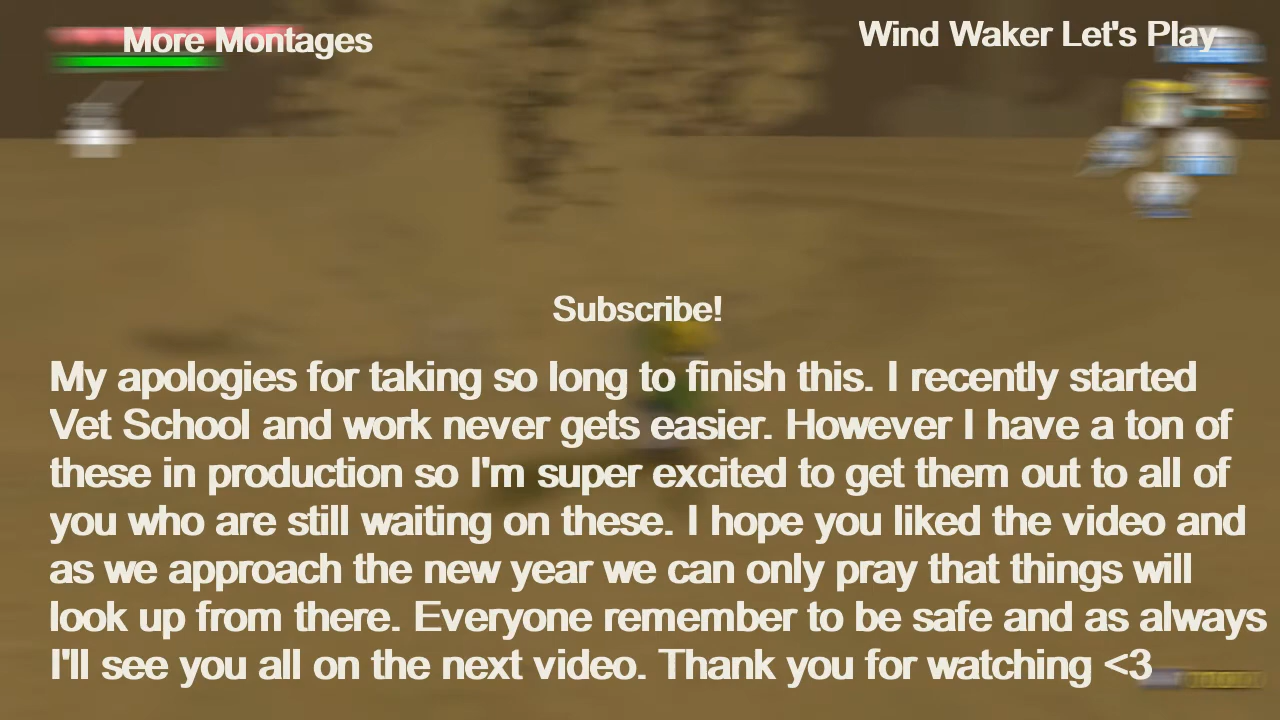 More Montages
Wind Waker Let's Play
Subscribe!
My apologies for taking so long to finish this. I recently started
Vet School and work never gets easier. However I have a ton of
these in production so I'm super excited to get them out to all of
you who are still waiting on these. I hope you liked the video and
as we approach the new year we can only pray that things will
look up from there. Everyone remember to be safe and as always
I'll see you all on the next video. Thank you for watching <3